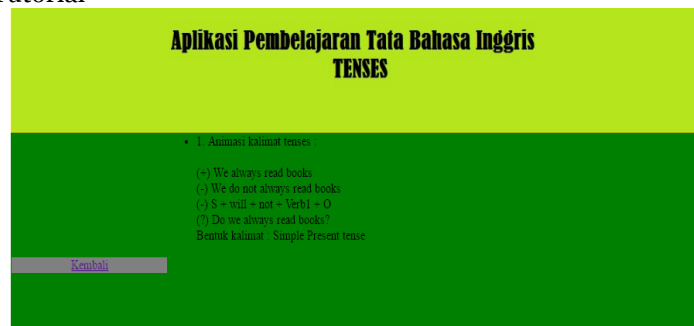 Aplikasi Pembelajaran Tata Bahasa Inggris
TENSES
• 1. Animasi kalimat tenses :
(+) We always read books
(-) We do not always read books
(-) S + will + not + Verb1 + O
(?) Do we always read books?
Bentuk kalimat : Simple Present tense
Kembali